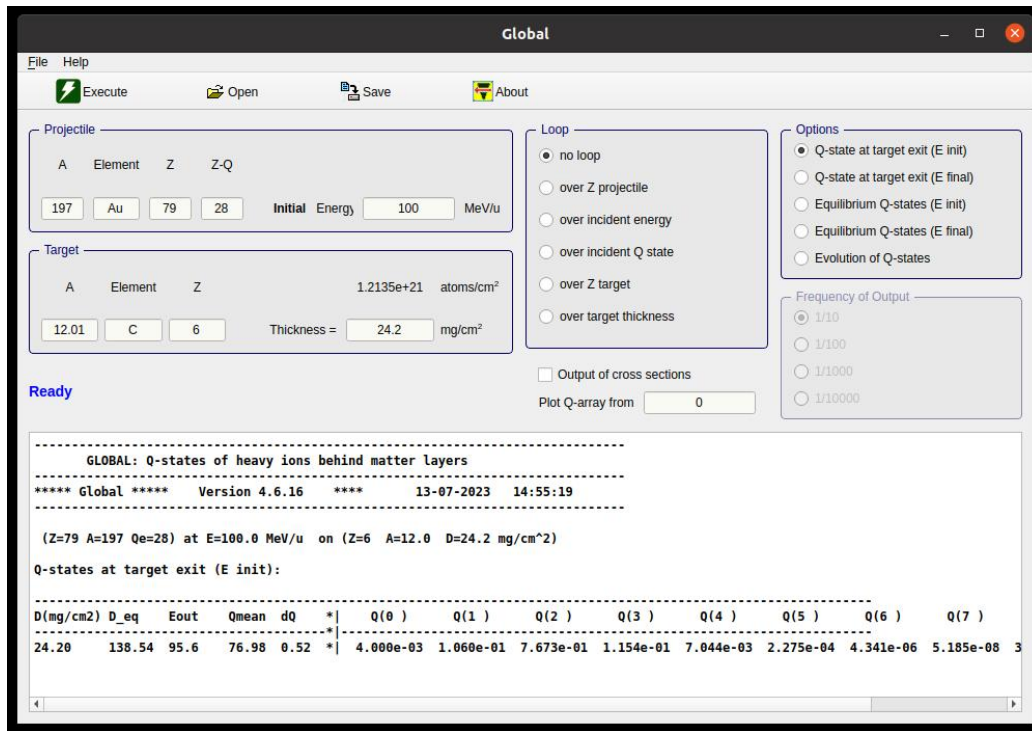 Global
File Help
Execute Open Save About
Projectile
A Element Z Z-Q
197 Au 79 28 Initial Energy 100 MeV/u
Target
A Element Z 1.2135e+21 atoms/cm²
12.01 C 6 Thickness = 24.2 mg/cm²
Ready
Loop
no loop
over Z projectile
over incident energy
over incident Q state
over Z target
over target thickness
Output of cross sections
Plot Q-array from 0
Options
Q-state at target exit (E init)
Q-state at target exit (E final)
Equilibrium Q-states (E init)
Equilibrium Q-states (E final)
Evolution of Q-states
Frequency of Output
1/10
1/100
1/1000
1/10000
-------------------------------------------------------------------------------
GLOBAL: Q-states of heavy ions behind matter layers
-------------------------------------------------------------------------------
***** Global ***** Version 4.6.16 **** 13-07-2023 14:55:19
-------------------------------------------------------------------------------
(Z=79 A=197 Qe=28) at E=100.0 MeV/u on (Z=6 A=12.0 D=24.2 mg/cm^2)
Q-states at target exit (E init):
----------------------------------------------------------------------------------------------------------------
D(mg/cm2) D_eq Eout Qmean dQ *| Q(0 ) Q(1 ) Q(2 ) Q(3 ) Q(4 ) Q(5 ) Q(6 ) Q(7 )
---------------------------------------*|-----------------------------------------------------------------------
24.20 138.54 95.6 76.98 0.52 *| 4.000e-03 1.060e-01 7.673e-01 1.154e-01 7.044e-03 2.275e-04 4.341e-06 5.185e-08 3